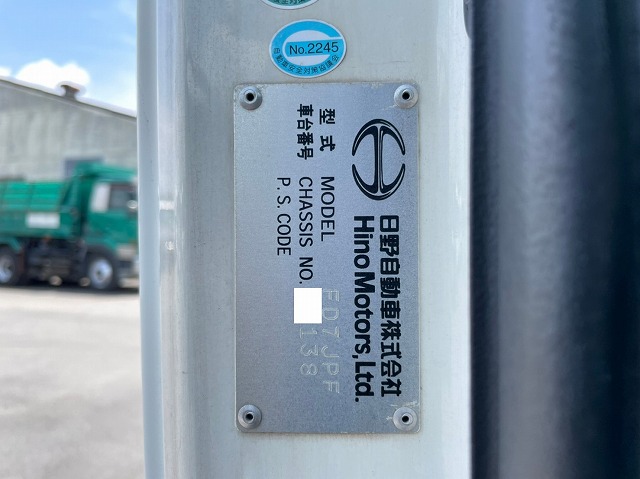 No.2245
日野自動車株式会社
Hino Motors, Ltd.
型式 MODEL FD7JPF
車台番号 CHASSIS NO. 138
P. S. CODE